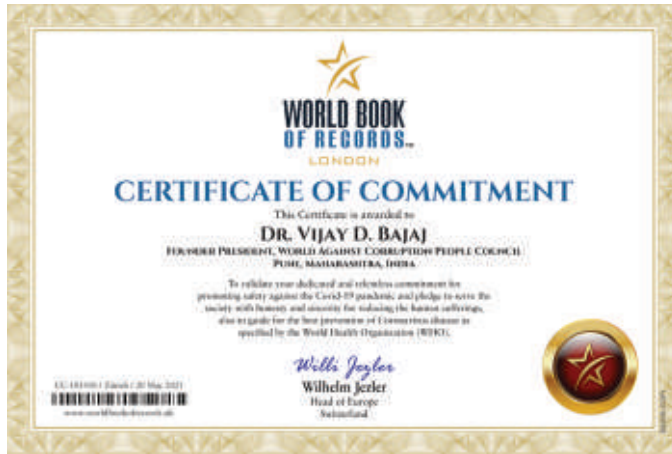 WORLD BOOK
OF RECORDS
LONDON
CERTIFICATE OF COMMITMENT
This Certificate is awarded to
DR. VIJAY D. BAJAJ
FOUNDER PRESIDENT, WORLD AGAINST CORRUPTION PEOPLE COUNCIL
PUNE, MAHARASHTRA, INDIA
To validate your dedicated and relentless commitment for
promoting safety against the Covid-19 pandemic and pledge to serve the
society with honesty and sincerity for reducing the human sufferings,
also to guide for the best prevention of Coronavirus disease as
specified by the World Health Organization (WHO).
Willi Jezler
Wilhelm Jezler
Head of Europe
Switzerland
Zurich / 20 May 2021